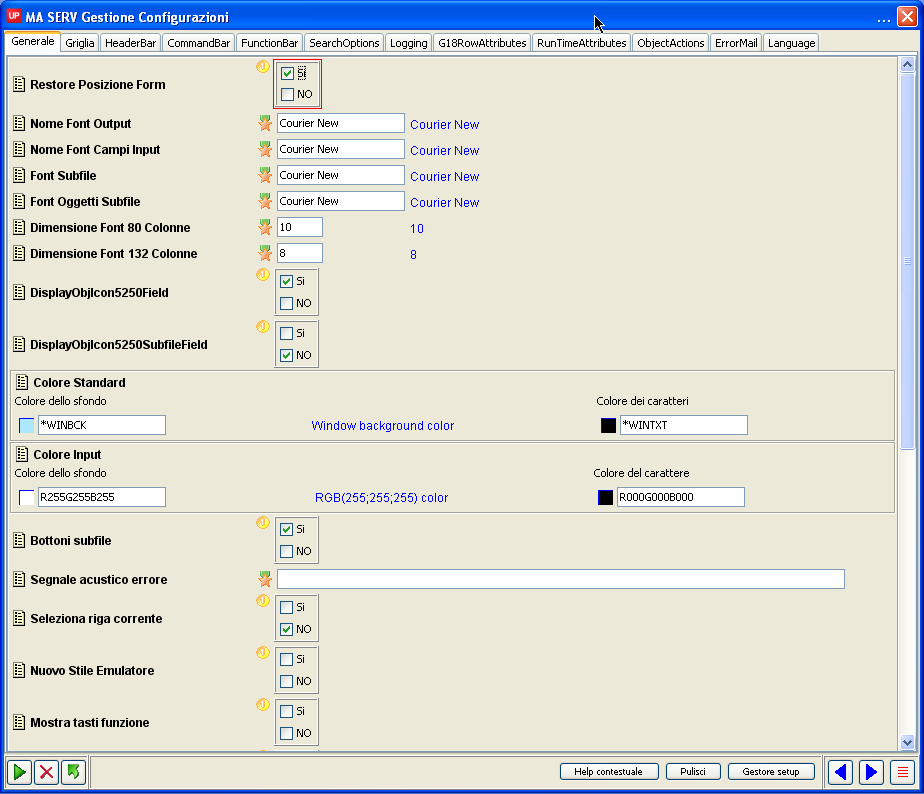 UP MA SERV Gestione Configurazioni ...
Generale Griglia HeaderBar CommandBar FunctionBar SearchOptions Logging G18RowAttributes RunTimeAttributes ObjectActions ErrorMail Language
Restore Posizione Form
Si
NO
Nome Font Output Courier New Courier New
Nome Font Campi Input Courier New Courier New
Font Subfile Courier New Courier New
Font Oggetti Subfile Courier New Courier New
Dimensione Font 80 Colonne 10 10
Dimensione Font 132 Colonne 8 8
DisplayObjIcon5250Field
Si
NO
DisplayObjIcon5250SubfileField
Si
NO
Colore Standard
Colore dello sfondo Colore dei caratteri
*WINBCK Window background color *WINTXT
Colore Input
Colore dello sfondo Colore del carattere
R255G255B255 RGB(255;255;255) color R000G000B000
Bottoni subfile
Si
NO
Segnale acustico errore
Seleziona riga corrente
Si
NO
Nuovo Stile Emulatore
Si
NO
Mostra tasti funzione
Si
NO
Help contestuale Pulisci Gestore setup